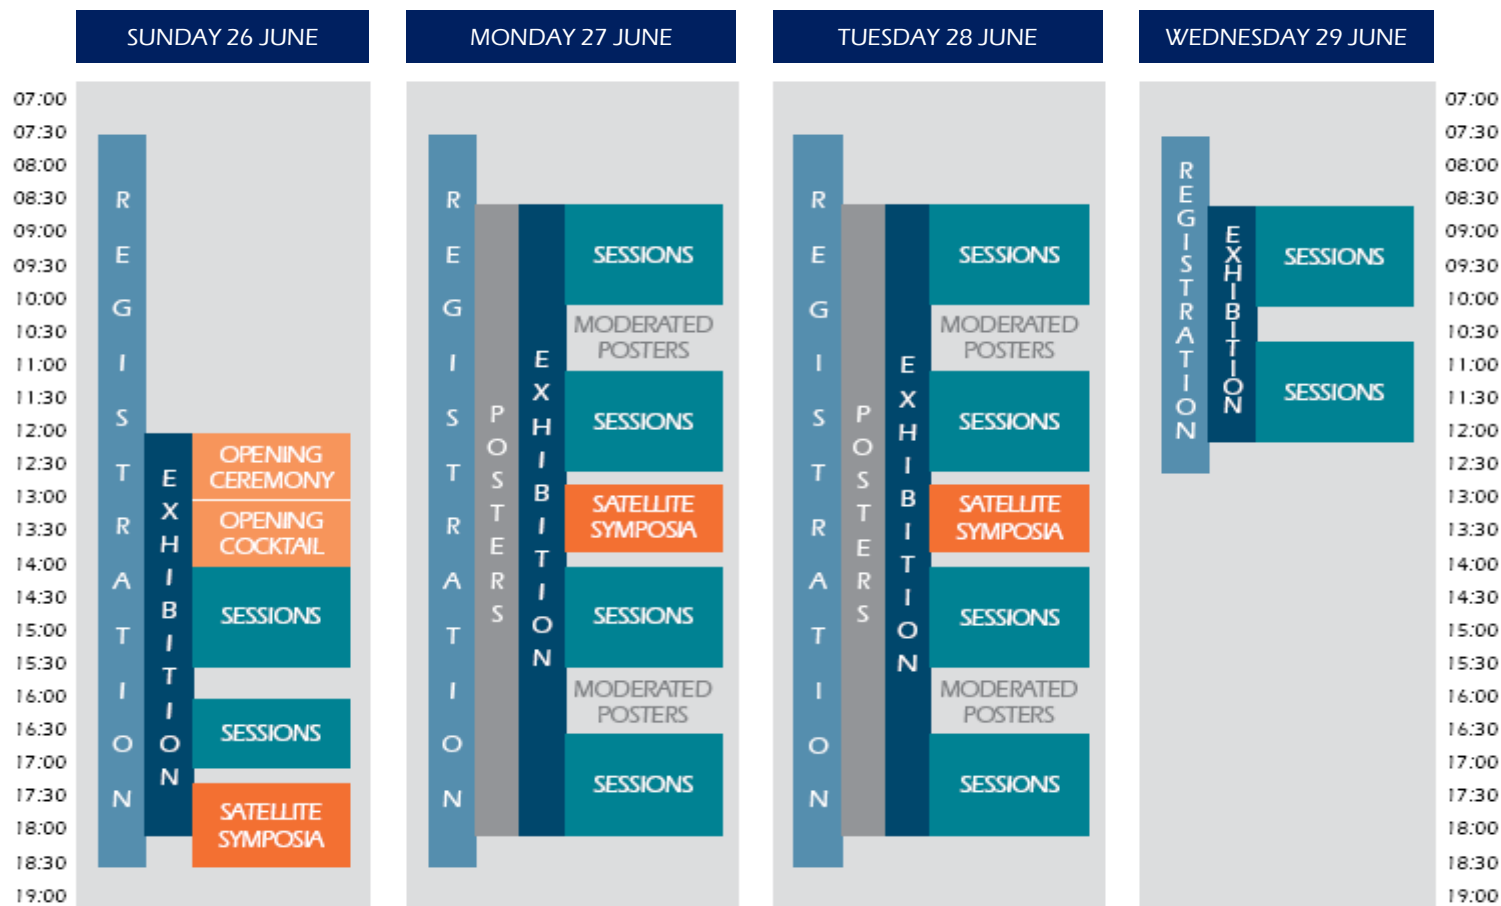 SUNDAY 26 JUNE
MONDAY 27 JUNE
TUESDAY 28 JUNE
WEDNESDAY 29 JUNE
07:00
07:30
08:00
08:30
09:00
09:30
10:00
10:30
11:00
11:30
12:00
12:30
13:00
13:30
14:00
14:30
15:00
15:30
16:00
16:30
17:00
17:30
18:00
18:30
19:00
REGISTRATION
EXHIBITION
OPENING
CEREMONY
OPENING
COCKTAIL
SESSIONS
SESSIONS
SATELLITE
SYMPOSIA
REGISTRATION
POSTERS
EXHIBITION
SESSIONS
MODERATED
POSTERS
SESSIONS
SATELLITE
SYMPOSIA
SESSIONS
MODERATED
POSTERS
SESSIONS
REGISTRATION
POSTERS
EXHIBITION
SESSIONS
MODERATED
POSTERS
SESSIONS
SATELLITE
SYMPOSIA
SESSIONS
MODERATED
POSTERS
SESSIONS
REGISTRATION
EXHIBITION
SESSIONS
SESSIONS
07:00
07:30
08:00
08:30
09:00
09:30
10:00
10:30
11:00
11:30
12:00
12:30
13:00
13:30
14:00
14:30
15:00
15:30
16:00
16:30
17:00
17:30
18:00
18:30
19:00